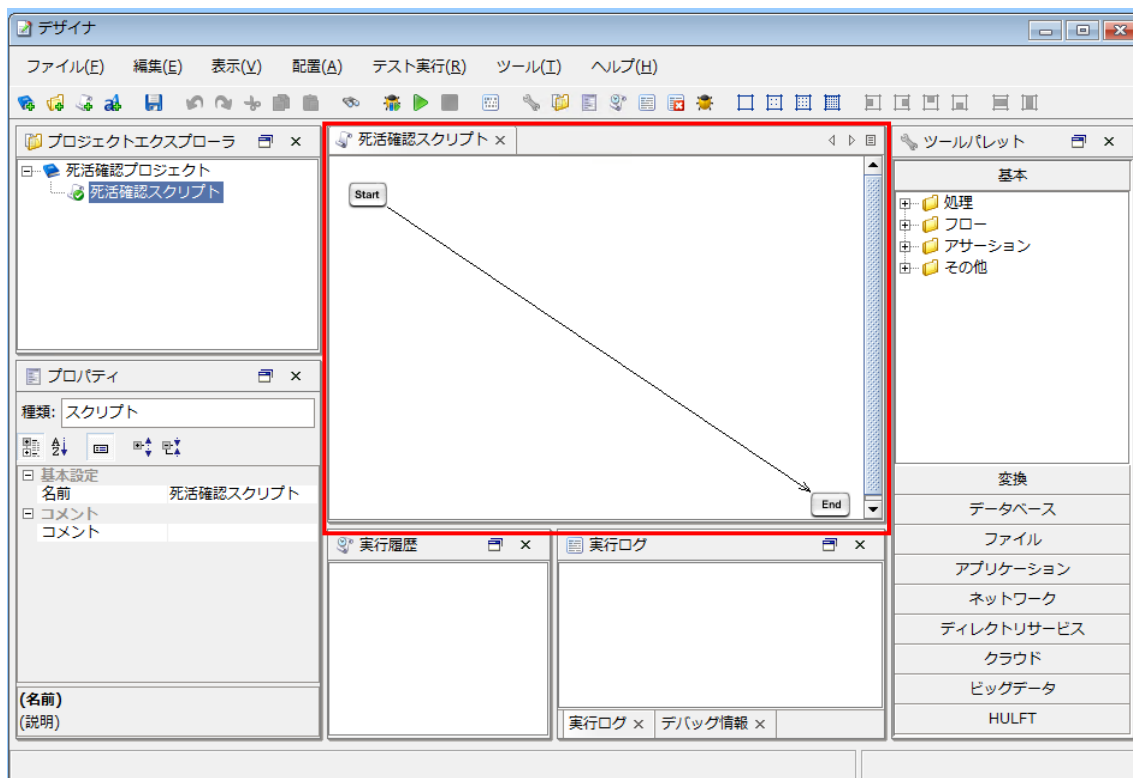 デザイナ
ファイル(F) 編集(E) 表示(V) 配置(A) テスト実行(R) ツール(T) ヘルプ(H)
プロジェクトエクスプローラ
死活確認プロジェクト
死活確認スクリプト
プロパティ
種類: スクリプト
基本設定
名前 死活確認スクリプト
コメント
コメント
(名前)
(説明)
死活確認スクリプト
Start
End
実行履歴
実行ログ
実行ログ デバッグ情報
ツールパレット
基本
処理
フロー
アサーション
その他
変換
データベース
ファイル
アプリケーション
ネットワーク
ディレクトリサービス
クラウド
ビッグデータ
HULFT